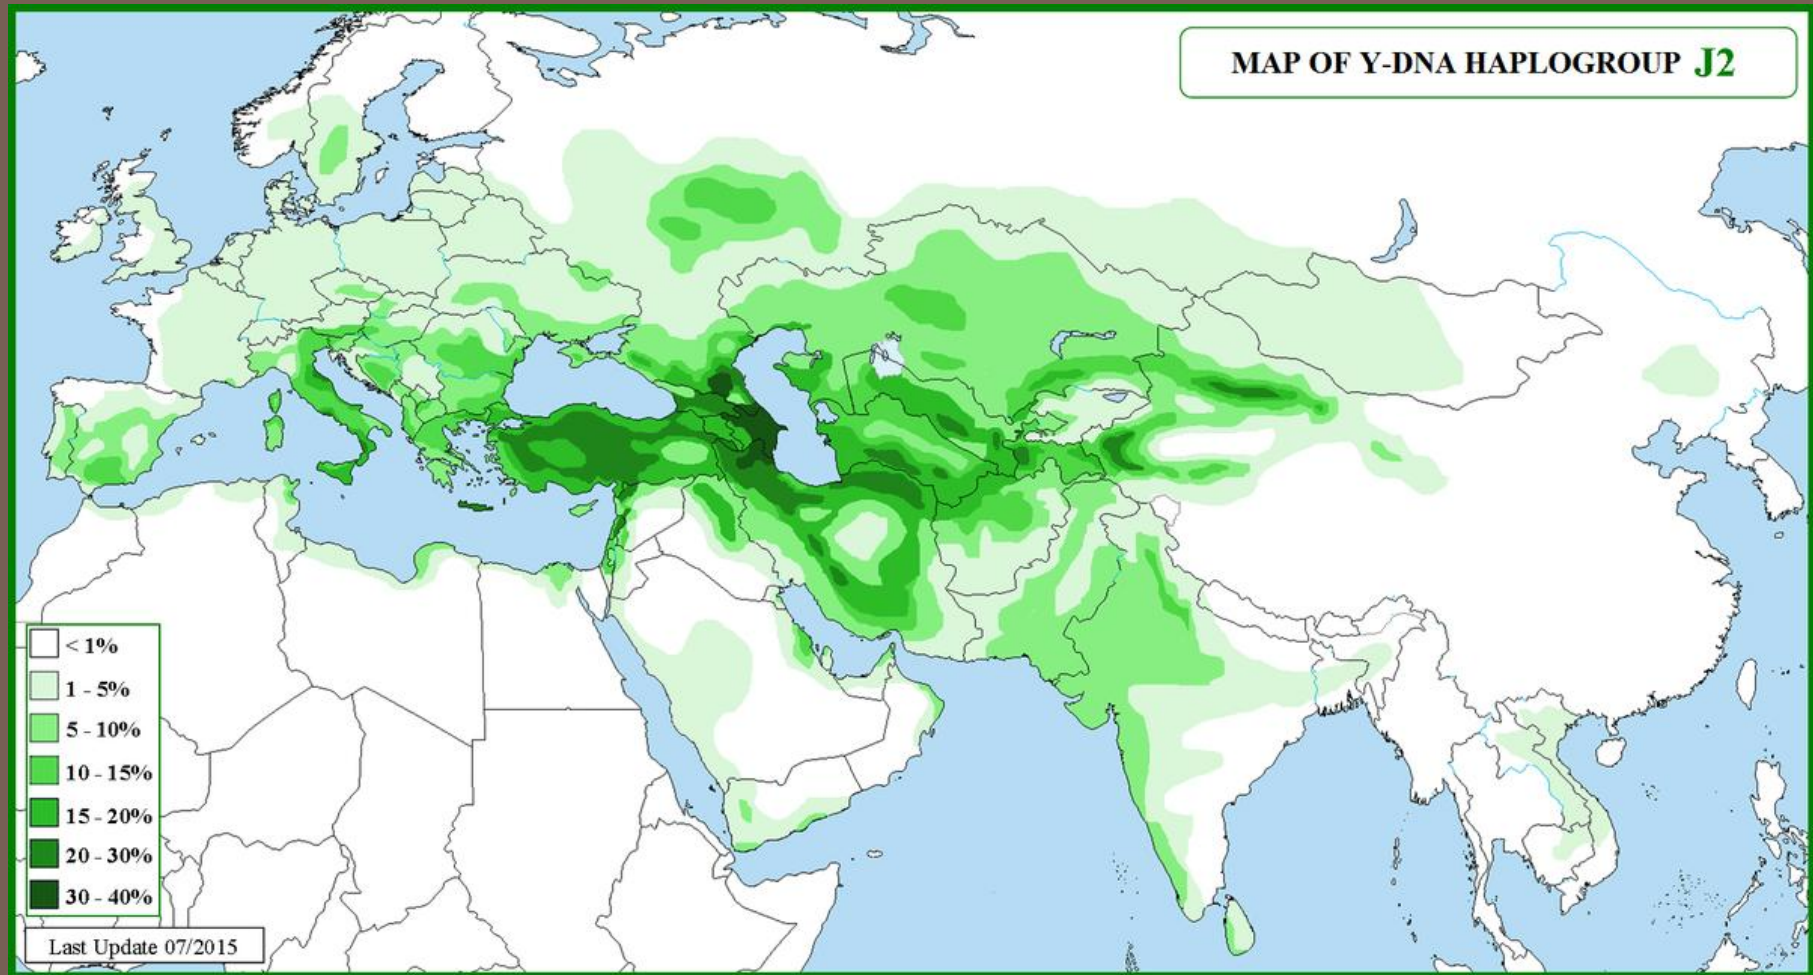 MAP OF Y-DNA HAPLOGROUP J2
< 1%
1 - 5%
5 - 10%
10 - 15%
15 - 20%
20 - 30%
30 - 40%
Last Update 07/2015